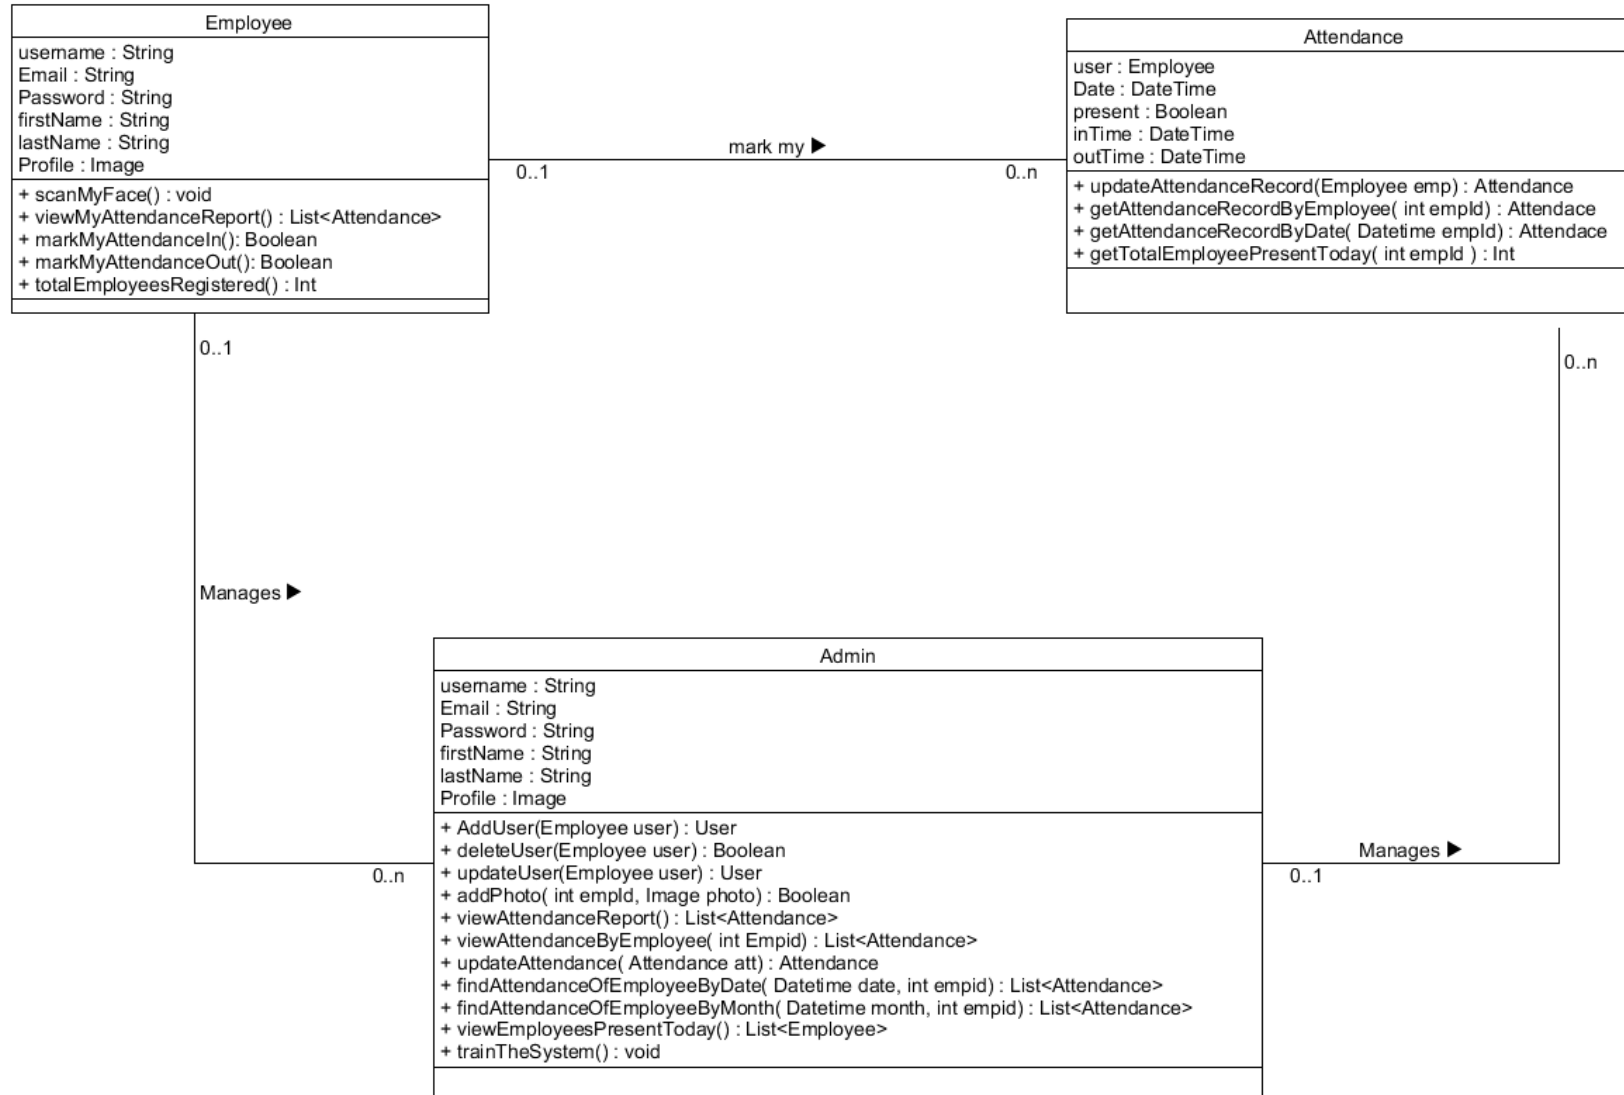 Employee
username : String
Email : String
Password : String
firstName : String
lastName : String
Profile : Image
+ scanMyFace() : void
+ viewMyAttendanceReport() : List<Attendance>
+ markMyAttendanceIn(): Boolean
+ markMyAttendanceOut(): Boolean
+ totalEmployeesRegistered() : Int
mark my ▶
0..1
0..n
Attendance
user : Employee
Date : DateTime
present : Boolean
inTime : DateTime
outTime : DateTime
+ updateAttendanceRecord(Employee emp) : Attendance
+ getAttendanceRecordByEmployee( int empId) : Attendace
+ getAttendanceRecordByDate( Datetime empId) : Attendace
+ getTotalEmployeePresentToday( int empId ) : Int
0..1
0..n
Manages ▶
Admin
username : String
Email : String
Password : String
firstName : String
lastName : String
Profile : Image
+ AddUser(Employee user) : User
+ deleteUser(Employee user) : Boolean
+ updateUser(Employee user) : User
+ addPhoto( int empId, Image photo) : Boolean
+ viewAttendanceReport() : List<Attendance>
+ viewAttendanceByEmployee( int Empid) : List<Attendance>
+ updateAttendance( Attendance att) : Attendance
+ findAttendanceOfEmployeeByDate( Datetime date, int empid) : List<Attendance>
+ findAttendanceOfEmployeeByMonth( Datetime month, int empid) : List<Attendance>
+ viewEmployeesPresentToday() : List<Employee>
+ trainTheSystem() : void
0..n
Manages ▶
0..1